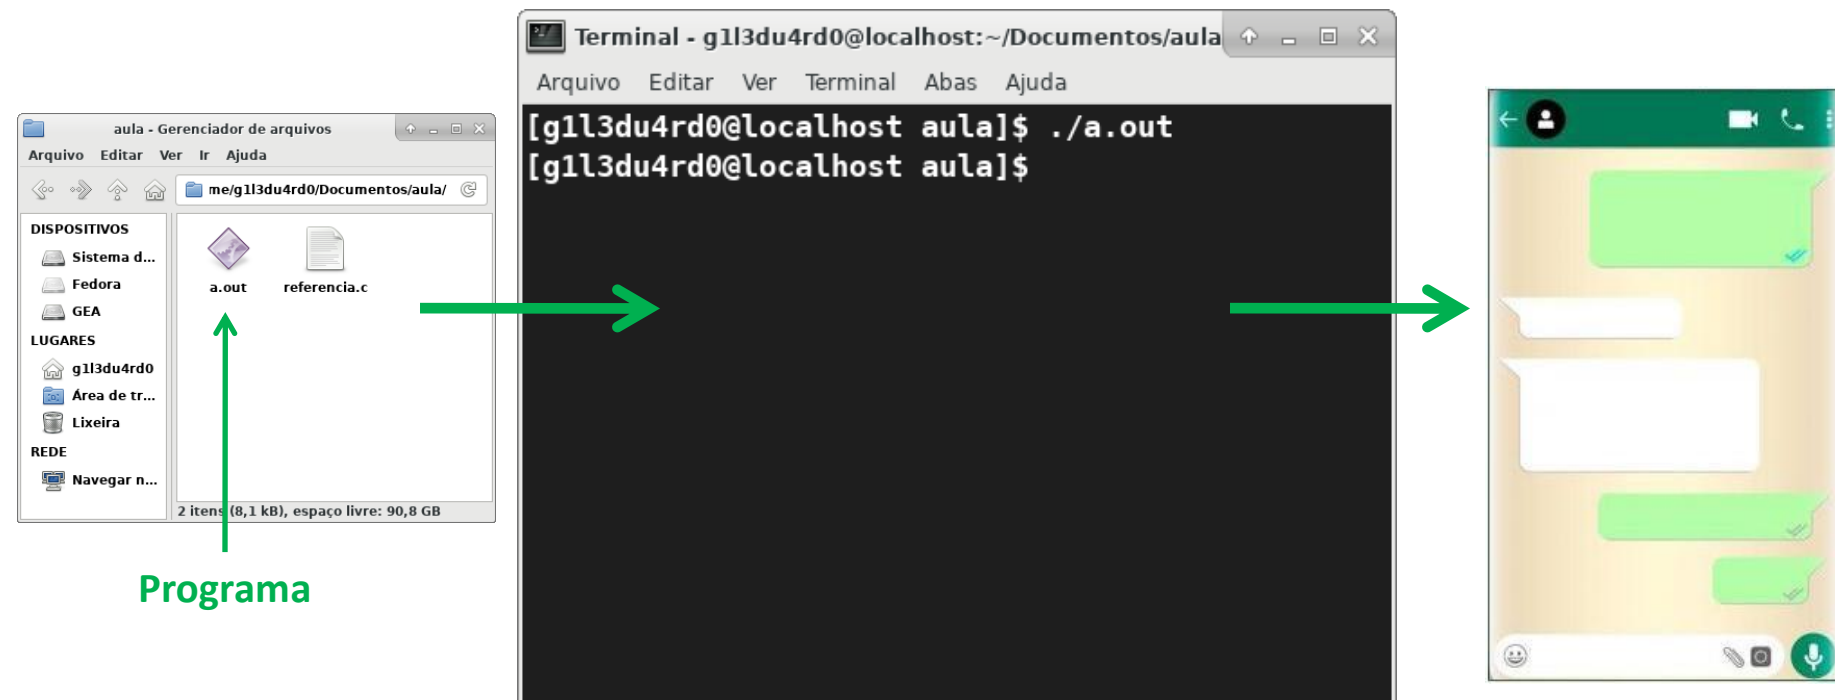 aula - Gerenciador de arquivos
Arquivo Editar Ver Ir Ajuda
me/g1l3du4rd0/Documentos/aula/
DISPOSITIVOS
Sistema d...
Fedora
GEA
LUGARES
g1l3du4rd0
Área de tr...
Lixeira
REDE
Navegar n...
a.out
referencia.c
2 itens (8,1 kB), espaço livre: 90,8 GB
Programa
Terminal - g1l3du4rd0@localhost:~/Documentos/aula
Arquivo Editar Ver Terminal Abas Ajuda
[g1l3du4rd0@localhost aula]$ ./a.out
[g1l3du4rd0@localhost aula]$